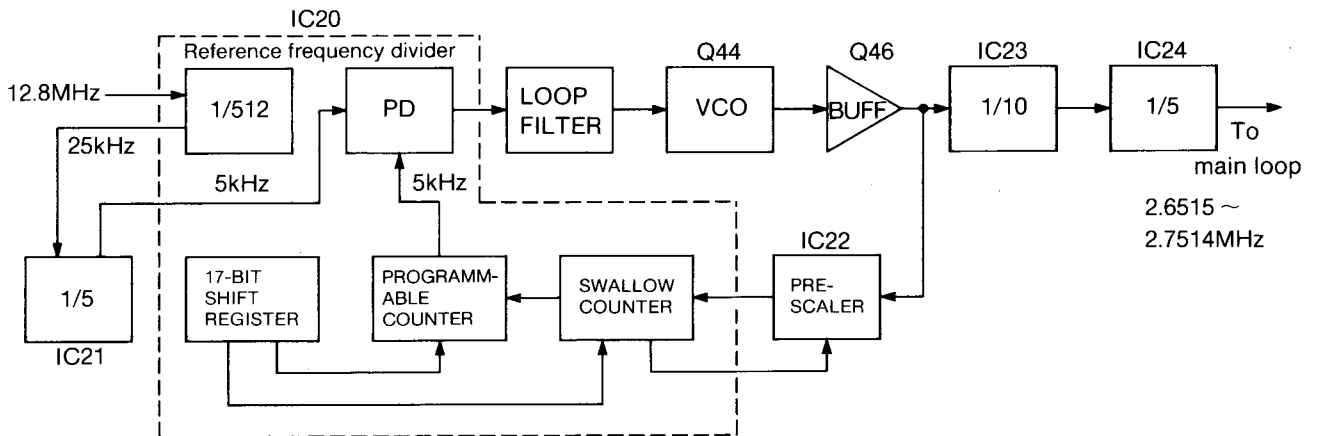 IC20
Reference frequency divider
12.8MHz
1/512
25kHz
PD
5kHz
5kHz
LOOP
FILTER
Q44
VCO
Q46
BUFF
IC23
1/10
IC24
1/5
To
main loop
2.6515 ~
2.7514MHz
1/5
IC21
17-BIT
SHIFT
REGISTER
PROGRAMM-
ABLE
COUNTER
SWALLOW
COUNTER
IC22
PRE-
SCALER